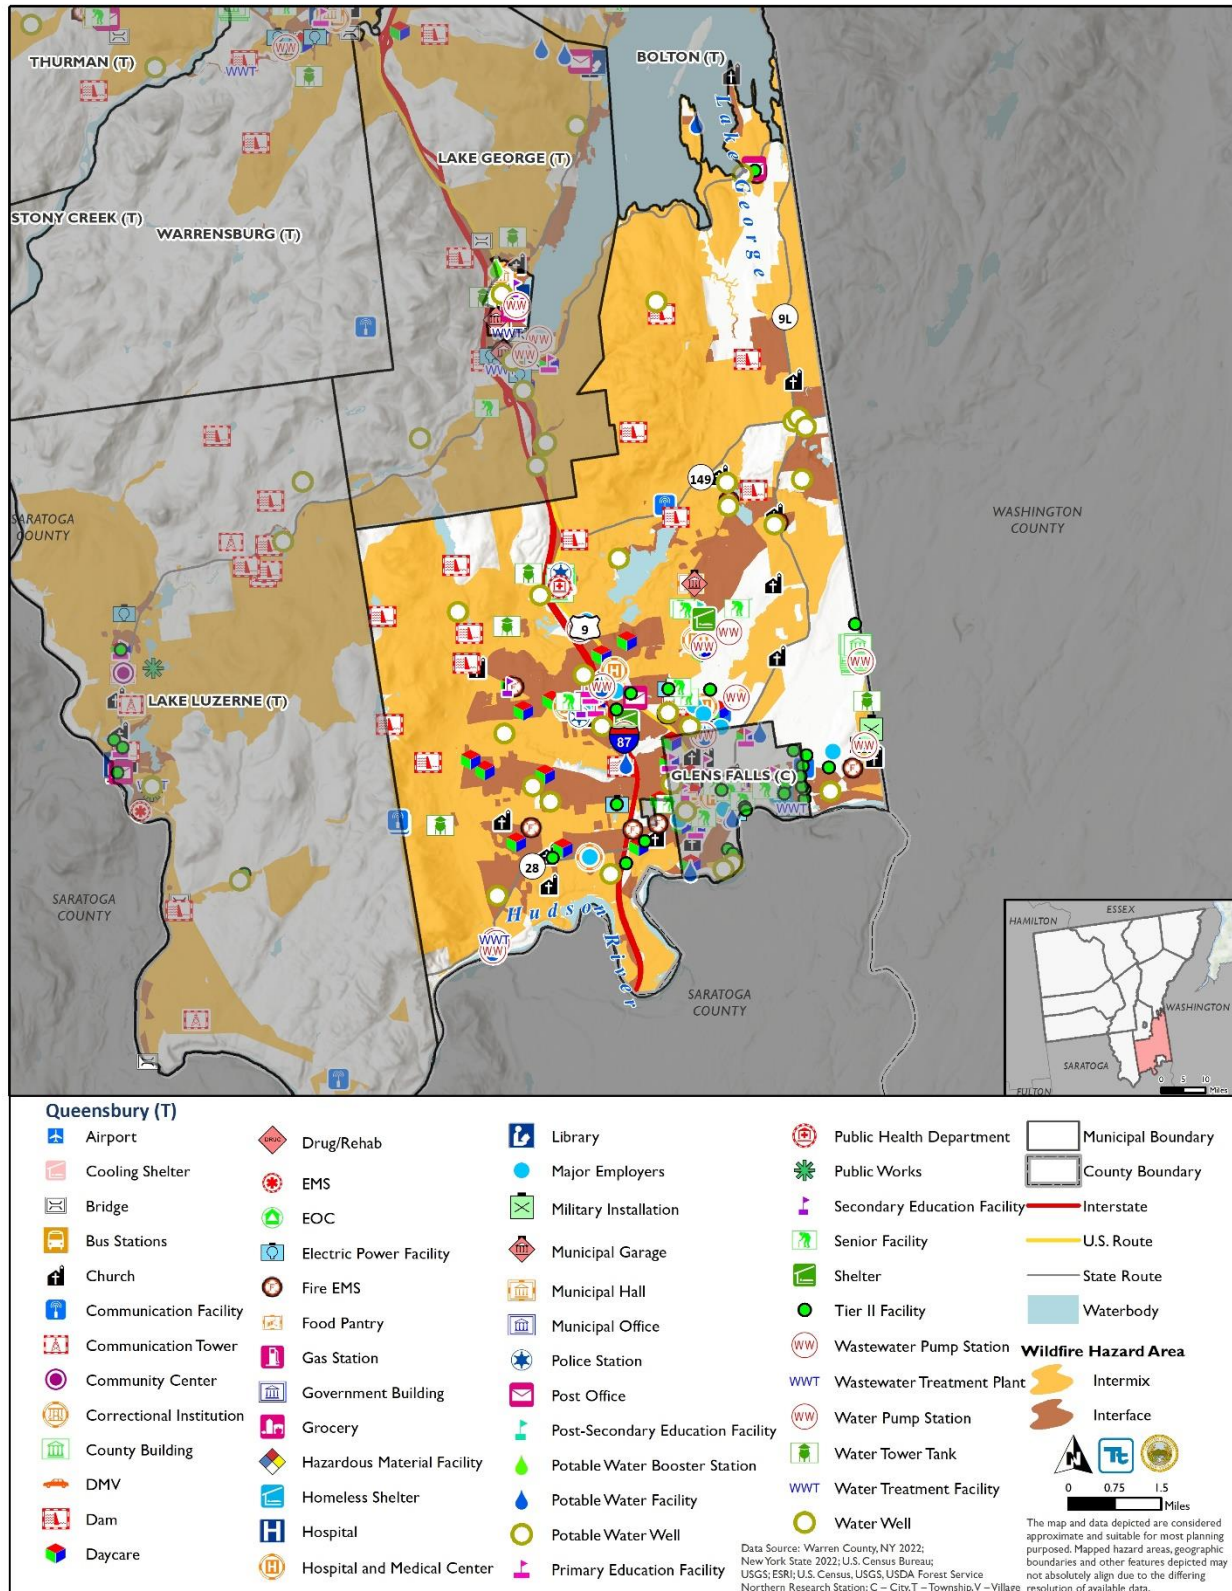 THURMAN (T)
BOLTON (T)
LAKE GEORGE (T)
STONY CREEK (T)
WARRENSBURG (T)
Lake George
9L
149
SARATOGA
COUNTY
WASHINGTON
COUNTY
9
LAKE LUZERNE (T)
87
GLENS FALLS (C)
28
SARATOGA
COUNTY
Hudson River
SARATOGA
COUNTY
WWT
WW
HAMILTON
ESSEX
WASHINGTON
SARATOGA
FULTON
0 5 10
Miles
Queensbury (T)
Airport
Cooling Shelter
Bridge
Bus Stations
Church
Communication Facility
Communication Tower
Community Center
Correctional Institution
County Building
DMV
Dam
Daycare
Drug/Rehab
EMS
EOC
Electric Power Facility
Fire EMS
Food Pantry
Gas Station
Government Building
Grocery
Hazardous Material Facility
Homeless Shelter
Hospital
Hospital and Medical Center
Library
Major Employers
Military Installation
Municipal Garage
Municipal Hall
Municipal Office
Police Station
Post Office
Post-Secondary Education Facility
Potable Water Booster Station
Potable Water Facility
Potable Water Well
Primary Education Facility
Public Health Department
Public Works
Secondary Education Facility
Senior Facility
Shelter
Tier II Facility
WW Wastewater Pump Station
WWT Wastewater Treatment Plant
WW Water Pump Station
Water Tower Tank
WWT Water Treatment Facility
Water Well
Data Source: Warren County, NY 2022;
New York State 2022; U.S. Census Bureau;
USGS; ESRI; U.S. Census, USGS, USDA Forest Service
Northern Research Station; C – City, T – Township, V – Village
Municipal Boundary
County Boundary
Interstate
U.S. Route
State Route
Waterbody
Wildfire Hazard Area
Intermix
Interface
N
Tt
0 0.75 1.5
Miles
The map and data depicted are considered
approximate and suitable for most planning
purposed. Mapped hazard areas, geographic
boundaries and other features depicted may
not absolutely align due to the differing
resolution of available data.